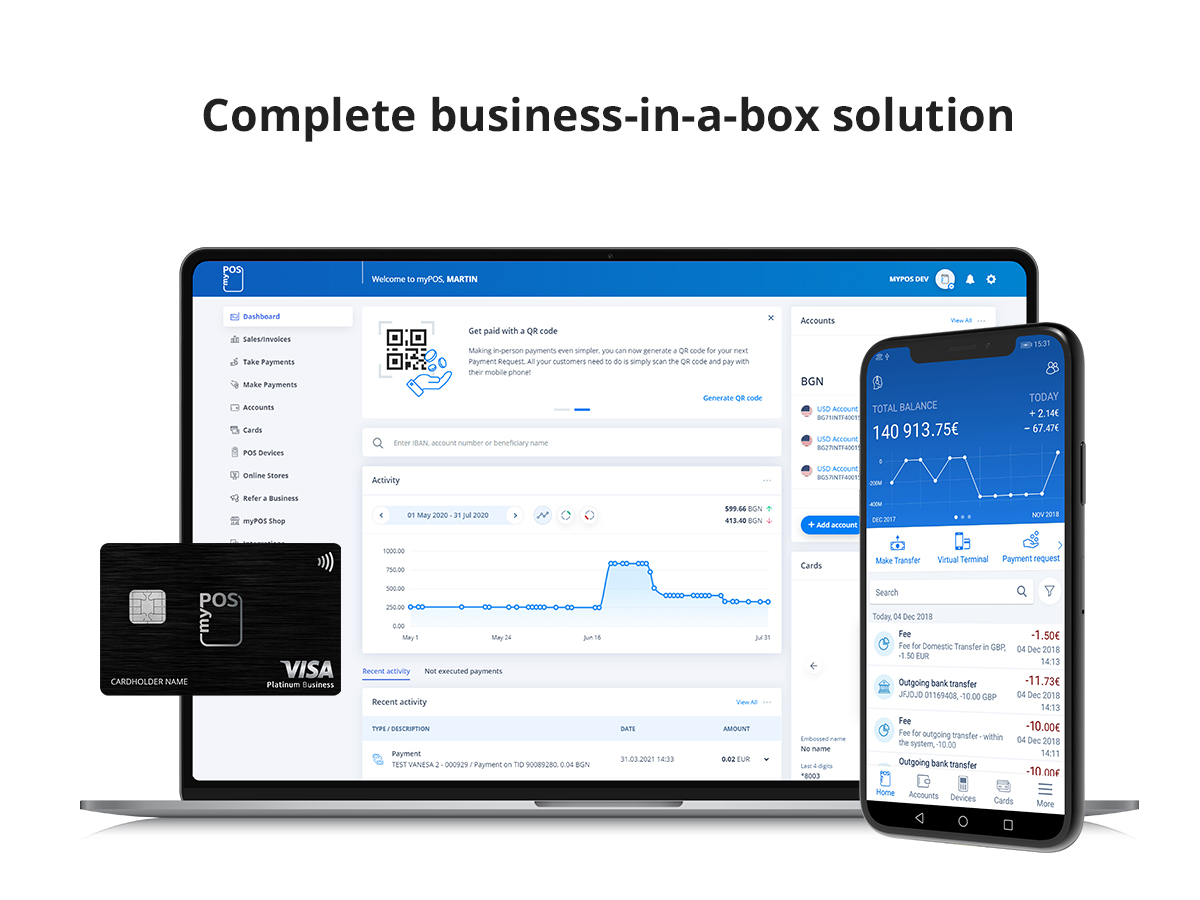 Complete business-in-a-box solution
myPOS
Welcome to myPOS, MARTIN
MYPOS DEV
Dashboard
Sales/Invoices
Take Payments
Make Payments
Accounts
Cards
POS Devices
Online Stores
Refer a Business
myPOS Shop
Get paid with a QR code
Making in-person payments even simpler, you can now generate a QR code for your next
Payment Request. All your customers need to do is simply scan the QR code and pay with
their mobile phone!
Generate QR code
Enter IBAN, account number or beneficiary name
Activity
01 May 2020 - 31 Jul 2020
599.66 BGN
413.40 BGN
1000.00
750.00
500.00
250.00
0.00
May 1
May 24
Jun 16
Jul 31
Recent activity
Not executed payments
Recent activity
View All
TYPE / DESCRIPTION
DATE
AMOUNT
Payment
TEST VANESA 2 - 000929 / Payment on TID 90089280, 0.04 BGN
31.03.2021 14:33
0.02 EUR
Accounts
View All
BGN
USD Account
BG71INTF4001
USD Account
BG27INTF4001
USD Account
BG57INTF4001
+ Add account
Cards
Embossed name
No name
Last 4 digits
*8003
myPOS
CARDHOLDER NAME
VISA
Platinum Business
15:31
TOTAL BALANCE
140 913.75€
TODAY
+ 2.14€
− 67.47€
0
-200M
-400M
DEC 2017
NOV 2018
Make Transfer
Virtual Terminal
Payment request
Search
Today, 04 Dec 2018
Fee
Fee for Domestic Transfer in GBP,
-1.50 EUR
-1.50€
04 Dec 2018
14:13
Outgoing bank transfer
JFJDJD 01169408, -10.00 GBP
-11.73€
04 Dec 2018
14:13
Fee
Fee for outgoing transfer - within
the system, -10.00
-10.00€
04 Dec 2018
14:11
Outgoing bank transfer
-10.00€
Home
Accounts
Devices
Cards
More